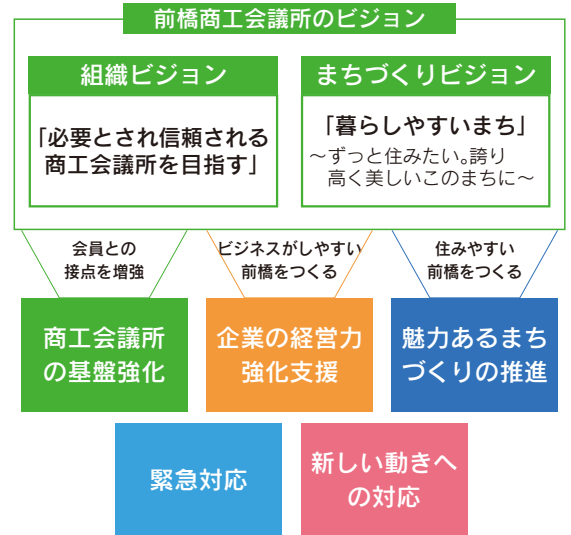 前橋商工会議所のビジョン
組織ビジョン
「必要とされ信頼される
商工会議所を目指す」
まちづくりビジョン
「暮らしやすいまち」
～ずっと住みたい。誇り
高く美しいこのまちに～
会員との
接点を増強
ビジネスがしやすい
前橋をつくる
住みやすい
前橋をつくる
商工会議所
の基盤強化
企業の経営力
強化支援
魅力あるまち
づくりの推進
緊急対応
新しい動きへ
の対応